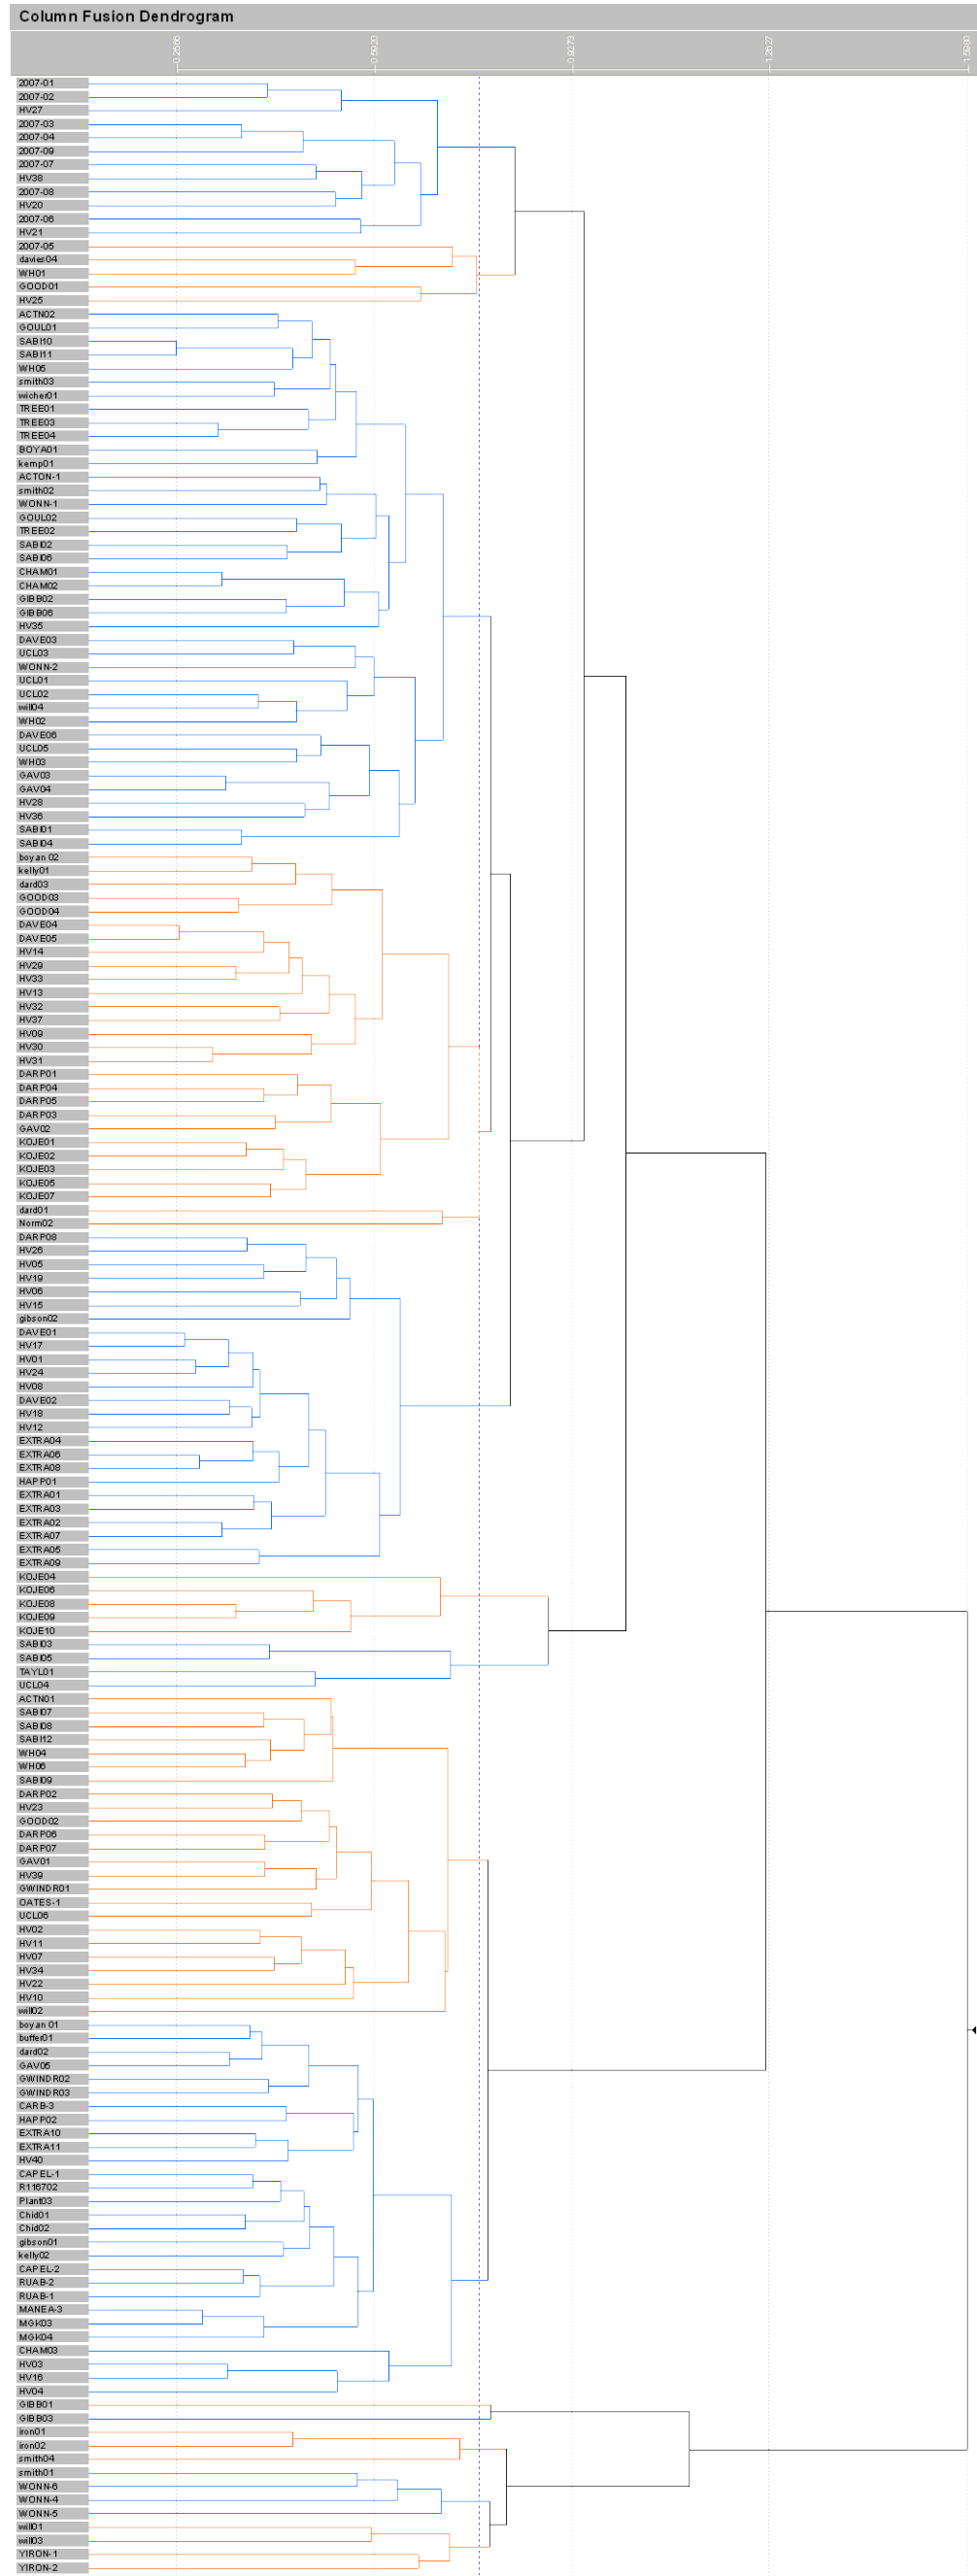 Column Fusion Dendrogram
0.2566
0.5920
0.9273
1.2627
1.5980
2007-01
2007-02
HV27
2007-03
2007-04
2007-09
2007-07
HV38
2007-08
HV20
2007-06
HV21
2007-05
davies04
WH01
GOOD01
HV25
ACTN02
GOUL01
SABI10
SABI11
WH05
smith03
wicher01
TREE01
TREE03
TREE04
BOYA01
kemp01
ACTON-1
smith02
WONN-1
GOUL02
TREE02
SABI02
SABI06
CHAM01
CHAM02
GIBB02
GIBB06
HV35
DAVE03
UCL03
WONN-2
UCL01
UCL02
will04
WH02
DAVE06
UCL05
WH03
GAV03
GAV04
HV28
HV36
SABI01
SABI04
boyan 02
kelly01
dard03
GOOD03
GOOD04
DAVE04
DAVE05
HV14
HV29
HV33
HV13
HV32
HV37
HV09
HV30
HV31
DARP01
DARP04
DARP05
DARP03
GAV02
KOJE01
KOJE02
KOJE03
KOJE05
KOJE07
dard01
Norm02
DARP08
HV26
HV05
HV19
HV06
HV15
gibson02
DAVE01
HV17
HV01
HV24
HV08
DAVE02
HV18
HV12
EXTRA04
EXTRA06
EXTRA08
HAPP01
EXTRA01
EXTRA03
EXTRA02
EXTRA07
EXTRA05
EXTRA09
KOJE04
KOJE06
KOJE08
KOJE09
KOJE10
SABI03
SABI05
TAYL01
UCL04
ACTN01
SABI07
SABI08
SABI12
WH04
WH06
SABI09
DARP02
HV23
GOOD02
DARP06
DARP07
GAV01
HV39
GWINDR01
OATES-1
UCL06
HV02
HV11
HV07
HV34
HV22
HV10
will02
boyan 01
buffer01
dard02
GAV05
GWINDR02
GWINDR03
CARB-3
HAPP02
EXTRA10
EXTRA11
HV40
CAPEL-1
R116702
Plant03
Chid01
Chid02
gibson01
kelly02
CAPEL-2
RUAB-2
RUAB-1
MANEA-3
MGK03
MGK04
CHAM03
HV03
HV16
HV04
GIBB01
GIBB03
iron01
iron02
smith04
smith01
WONN-6
WONN-4
WONN-5
will01
will03
YIRON-1
YIRON-2